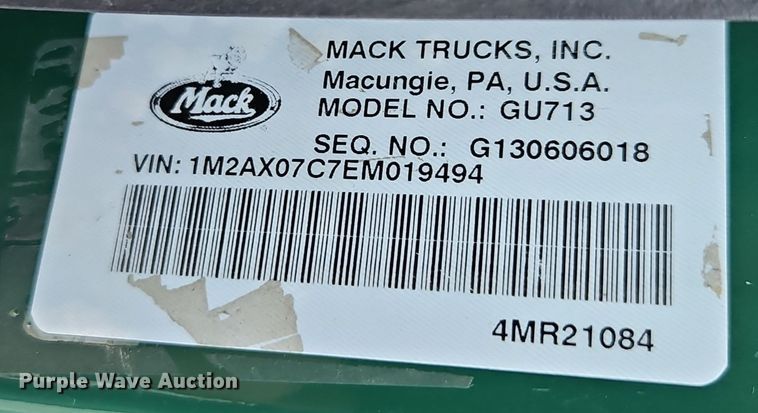 MACK TRUCKS, INC.
Macungie, PA, U.S.A.
Mack
MODEL NO.: GU713
SEQ. NO.: G130606018
VIN: 1M2AX07C7EM019494
4MR21084
Purple Wave Auction